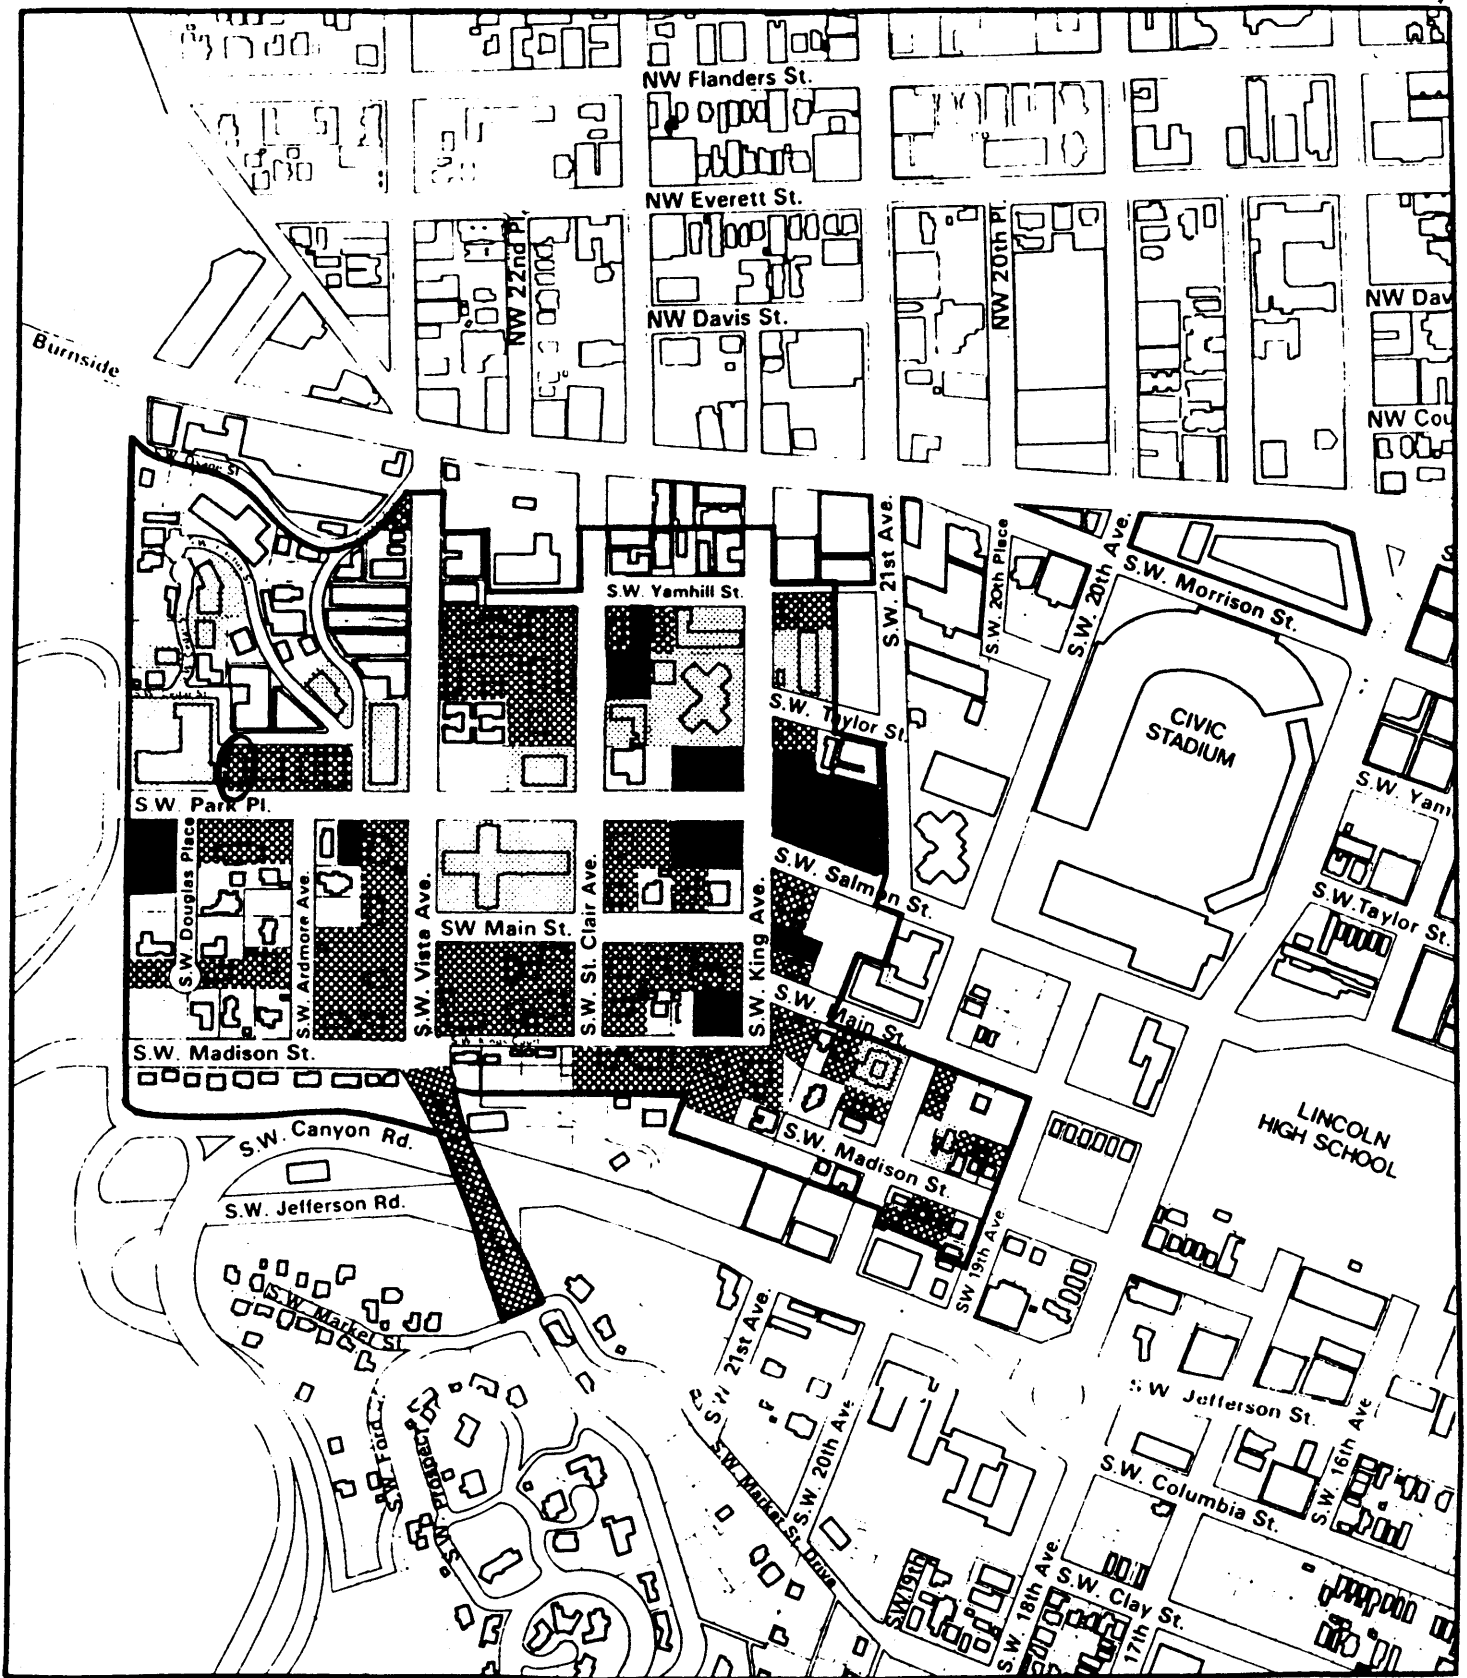 NW Flanders St.
NW Everett St.
NW 22nd Pl.
NW 20th Pl.
NW Dav
NW Davis St.
Burnside
NW Cou
S.W. 21st Ave.
S.W. 20th Place
S.W. 20th Ave.
S.W. Morrison St.
S.W. Yamhill St.
S.W. Taylor St.
CIVIC
STADIUM
S.W. Yam
S.W. Park Pl.
S.W. Douglas Place
S.W. Ardmore Ave.
S.W. Vista Ave.
SW Main St.
S.W. St. Clair Ave.
S.W. King Ave.
S.W. Salmon St.
S.W. Taylor St.
S.W. Main St.
S.W. Madison St.
S.W. Canyon Rd.
S.W. Madison St.
LINCOLN
HIGH SCHOOL
S.W. Jefferson Rd.
SW 19th Ave.
S.W. Market St.
S.W. 21st Ave.
S.W. 20th Ave
S.W. Jefferson St.
S.W. 16th Ave
S.W. Columbia St.
S.W. Ford
S.W. Prospect Dr
S.W. Market St. Drive
S.W. 19th
S.W. 18th Ave.
S.W. Clay St.
17th